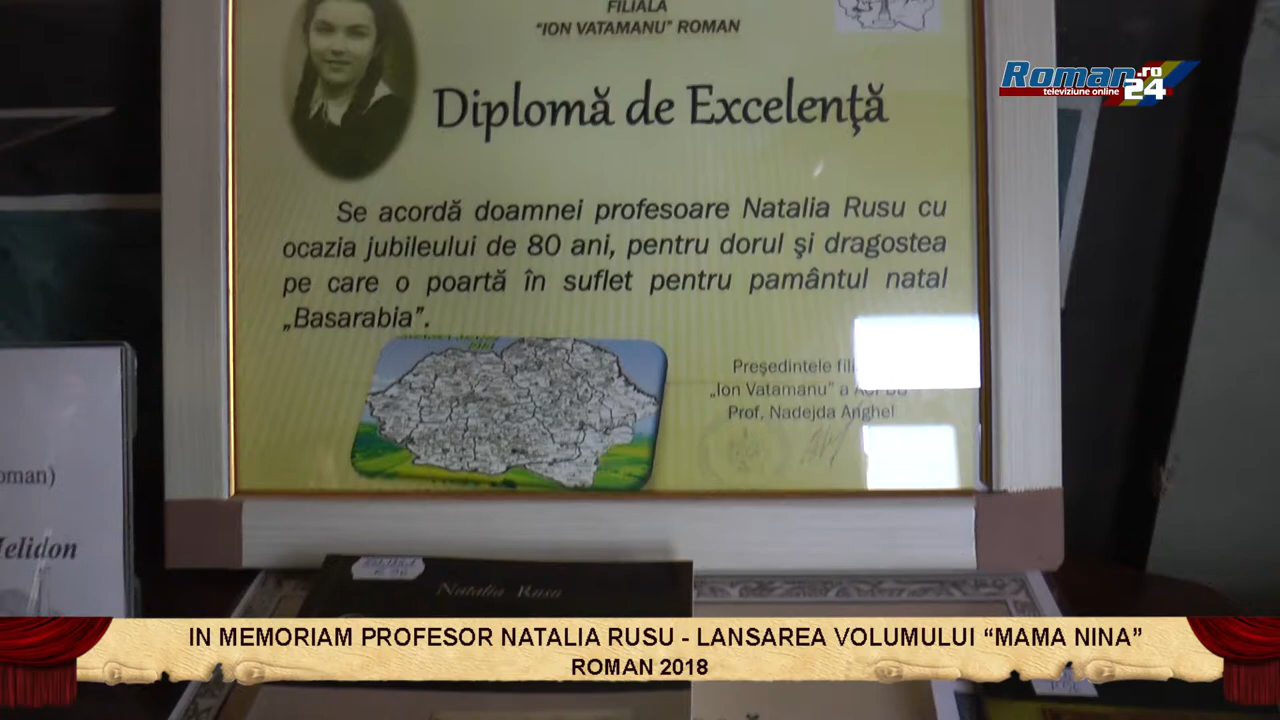 FILIALA
"ION VATAMANU" ROMAN
Roman.ro
24
televiziune online
Diplomă de Excelenţă
Se acordă doamnei profesoare Natalia Rusu cu
ocazia jubileului de 80 ani, pentru dorul şi dragostea
pe care o poartă în suflet pentru pamântul natal
„Basarabia”.
Preşedintele
„Ion Vatamanu” a
Prof. Nadejda Anghel
oman)
Melidon
Natalia Rusu
IN MEMORIAM PROFESOR NATALIA RUSU - LANSAREA VOLUMULUI “MAMA NINA”
ROMAN 2018